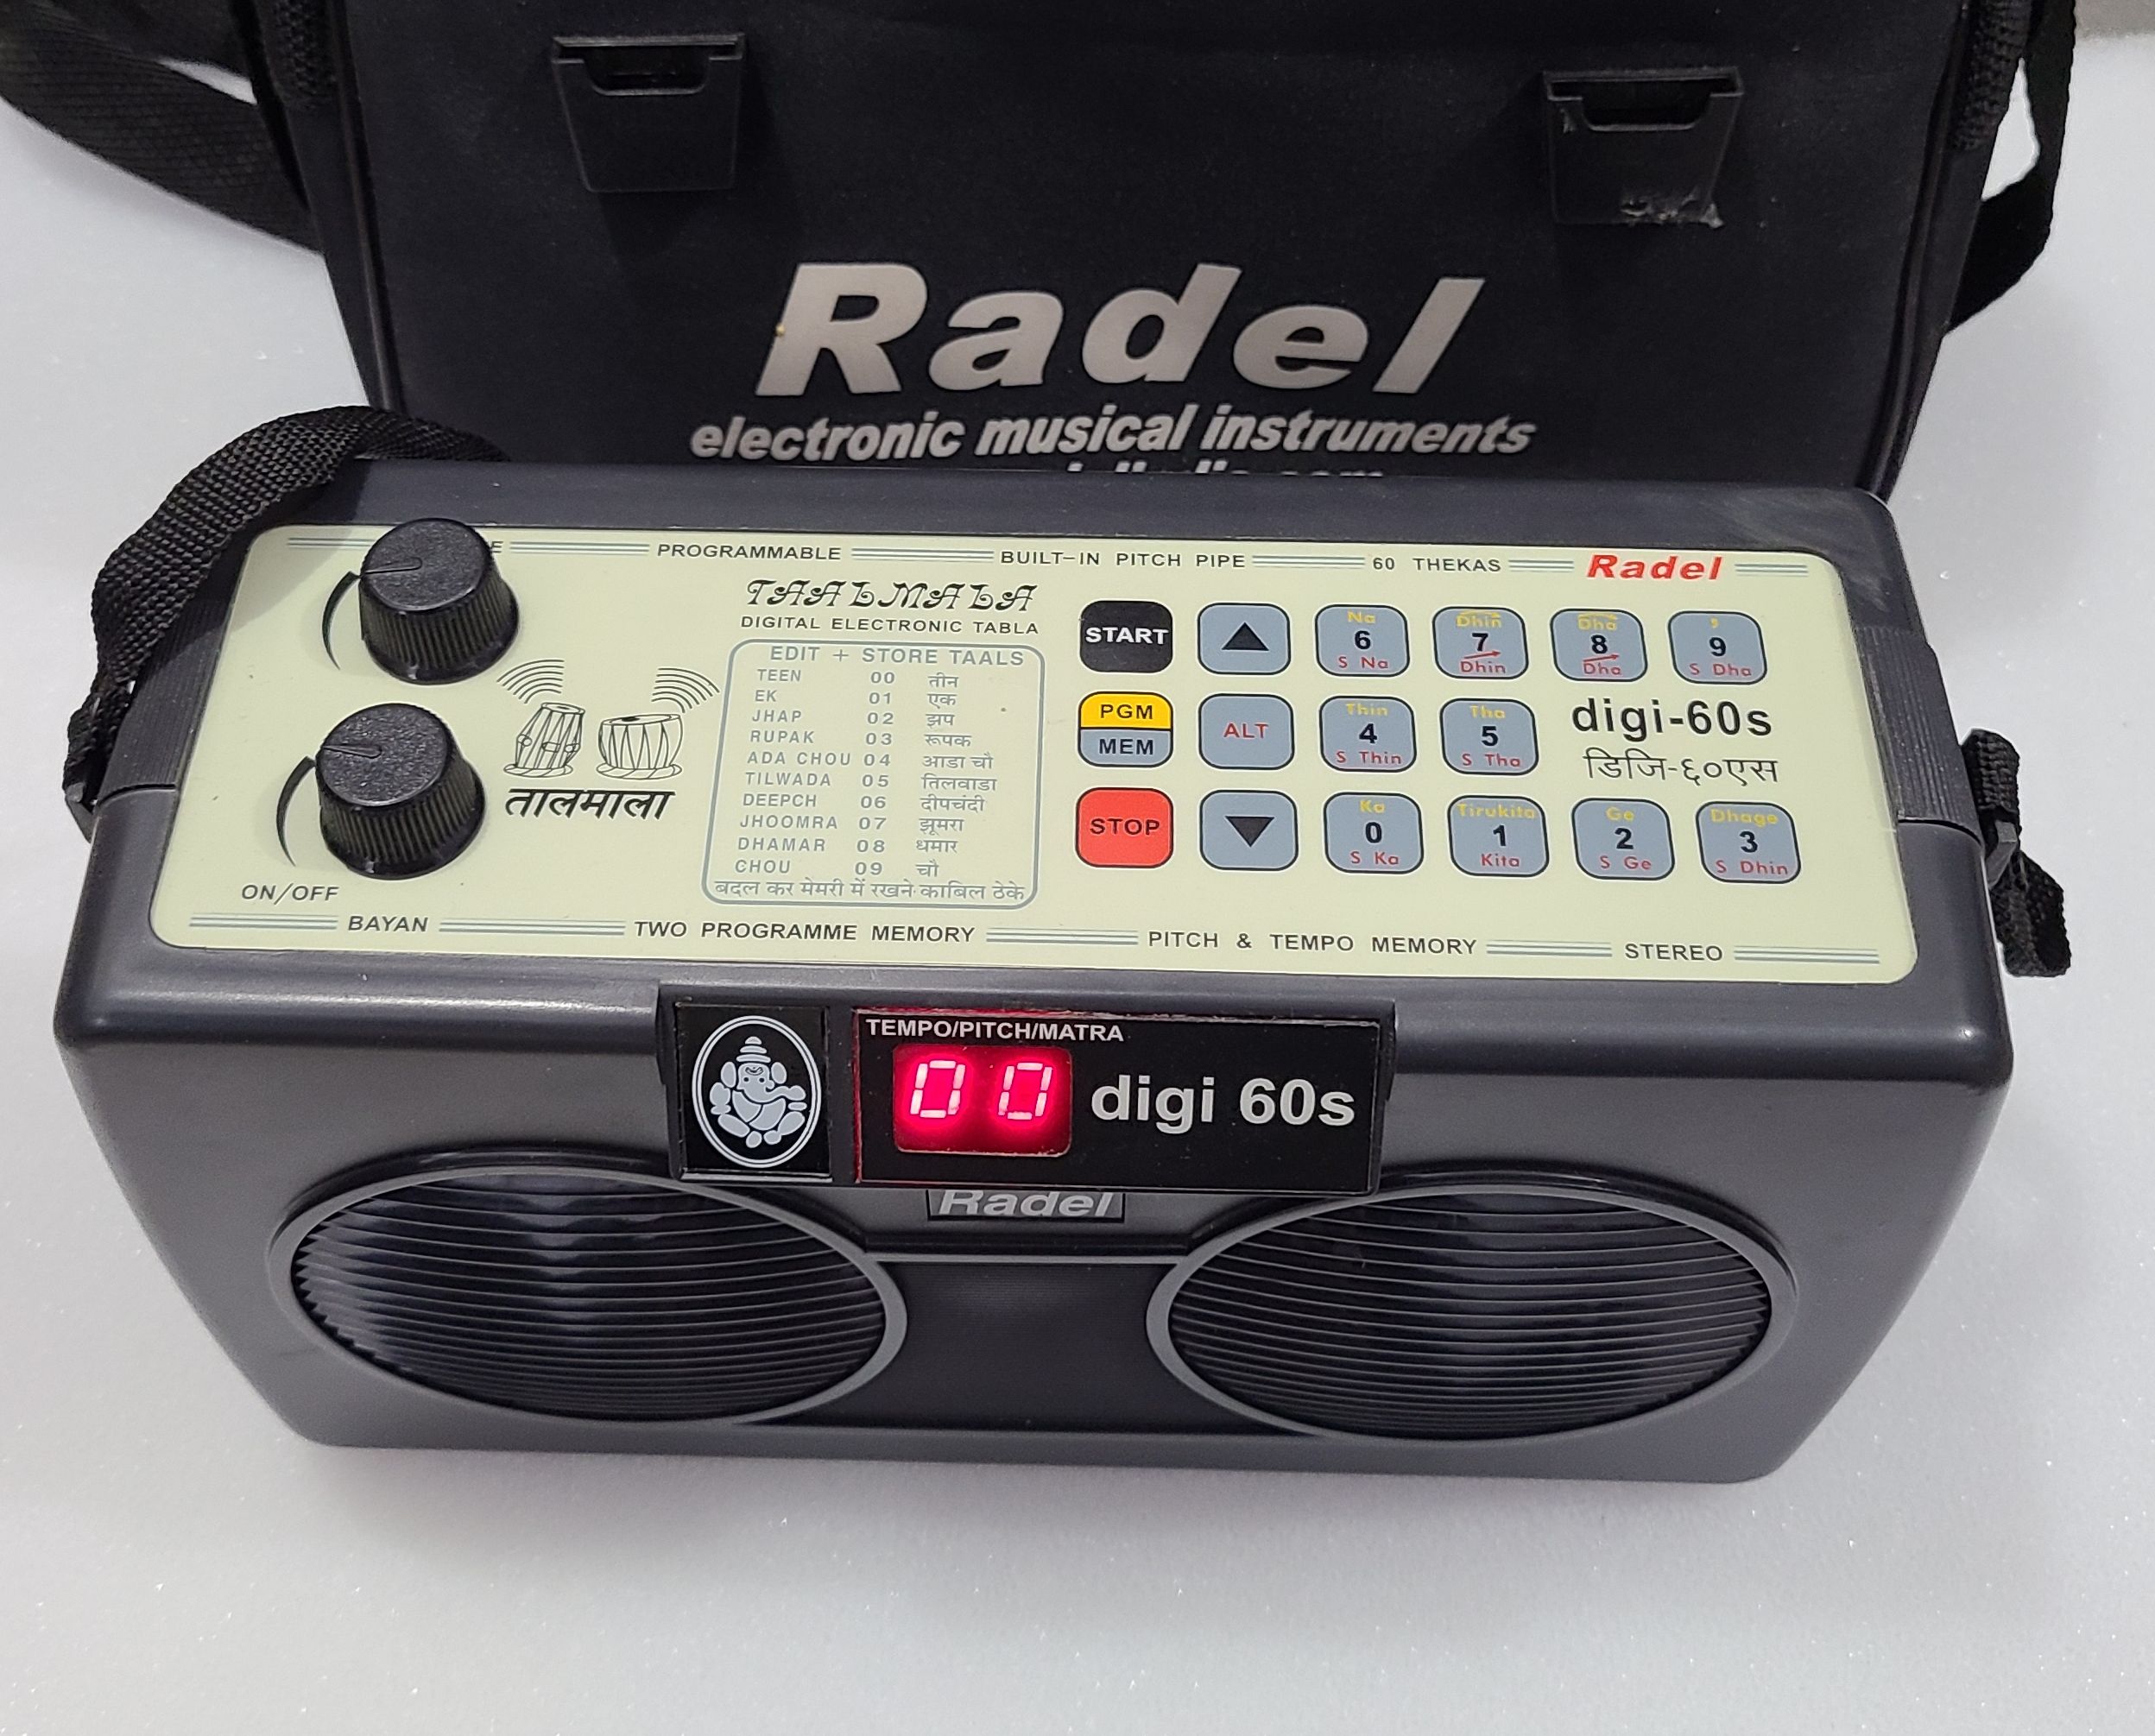 Radel
electronic musical instruments
PROGRAMMABLE
BUILT-IN PITCH PIPE
60 THEKAS
Radel
TAALMALA
DIGITAL ELECTRONIC TABLA
EDIT + STORE TAALS
TEEN 00 तीन
EK 01 एक
JHAP 02 झप
RUPAK 03 रूपक
ADA CHOU 04 आडा चौ
TILWADA 05 तिलवाडा
DEEPCH 06 दीपचंदी
JHOOMRA 07 झूमरा
DHAMAR 08 धमार
CHOU 09 चौ
बदल कर मेमरी में रखने काबिल ठेके
तालमाला
ON/OFF
START
PGM
MEM
STOP
ALT
Na
6
S Na
Dhin
7
Dhin
Dha
8
Dha
,
9
S Dha
Thin
4
S Thin
Tha
5
S Tha
digi-60s
डिजि-६०एस
Ka
0
S Ka
Tirukita
1
Kita
Ge
2
S Ge
Dhage
3
S Dhin
BAYAN
TWO PROGRAMME MEMORY
PITCH & TEMPO MEMORY
STEREO
TEMPO/PITCH/MATRA
00 digi 60s
Radel